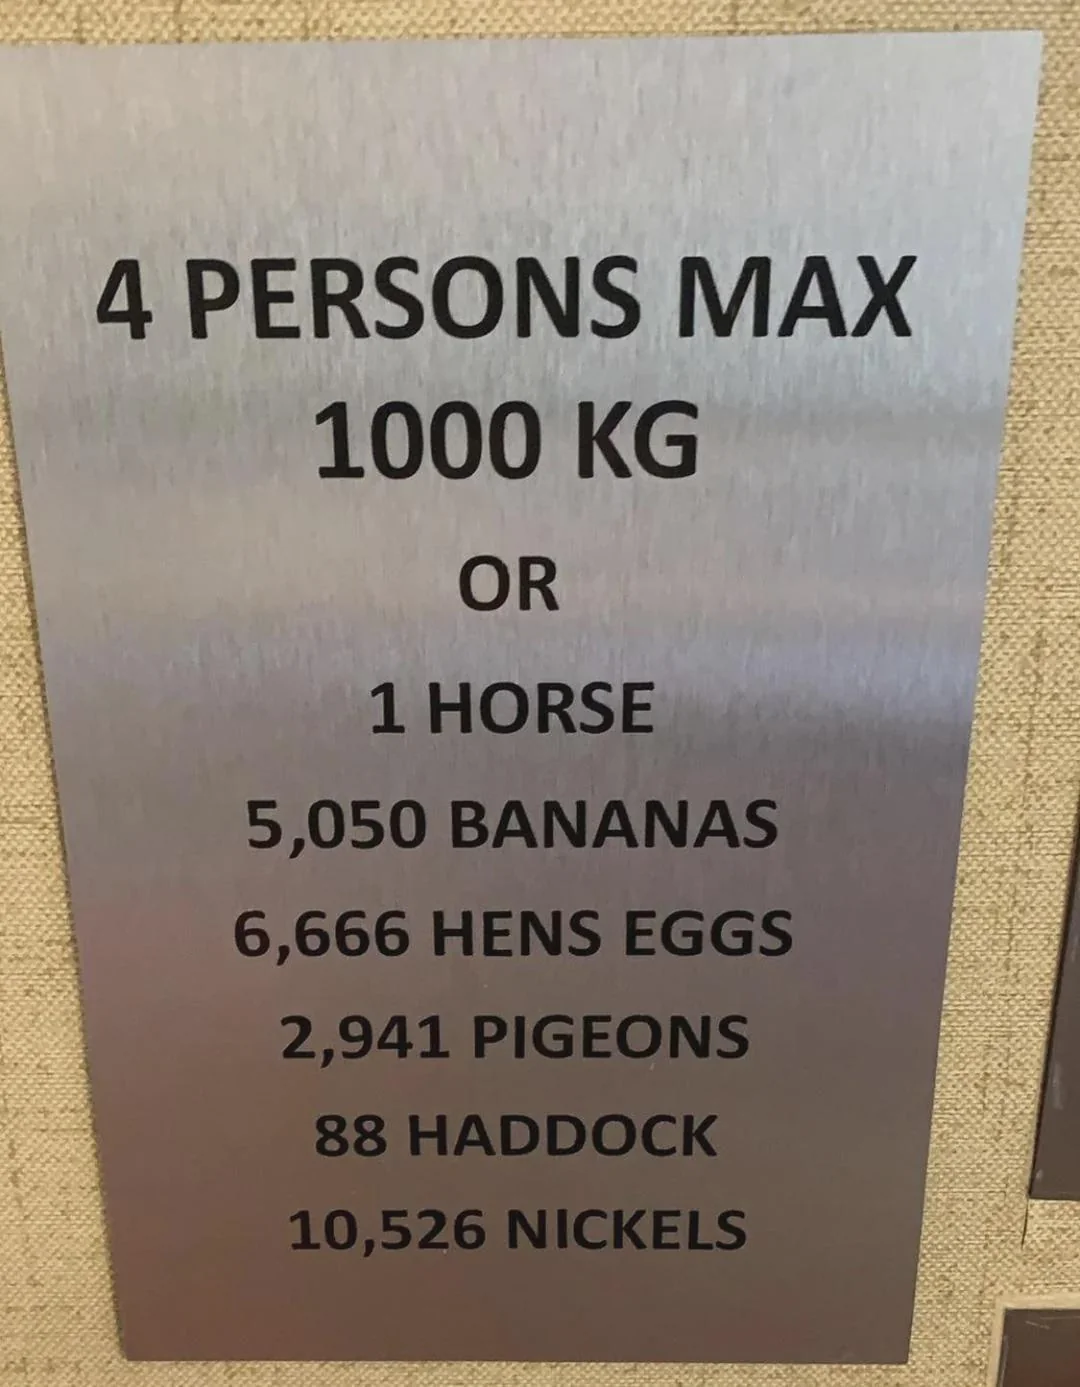 4 PERSONS MAX
1000 KG
OR
1 HORSE
5,050 BANANAS
6,666 HENS EGGS
2,941 PIGEONS
88 HADDOCK
10,526 NICKELS